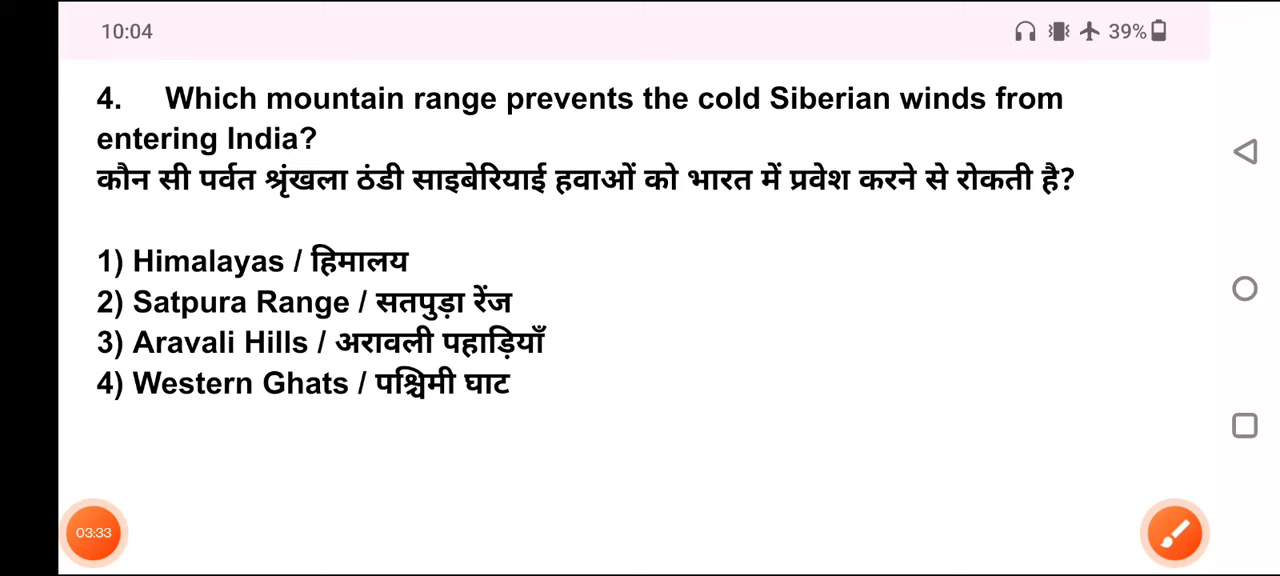 10:04
39%
4. Which mountain range prevents the cold Siberian winds from
entering India?
कौन सी पर्वत श्रृंखला ठंडी साइबेरियाई हवाओं को भारत में प्रवेश करने से रोकती है?
1) Himalayas / हिमालय
2) Satpura Range / सतपुड़ा रेंज
3) Aravali Hills / अरावली पहाड़ियाँ
4) Western Ghats / पश्चिमी घाट
03:33